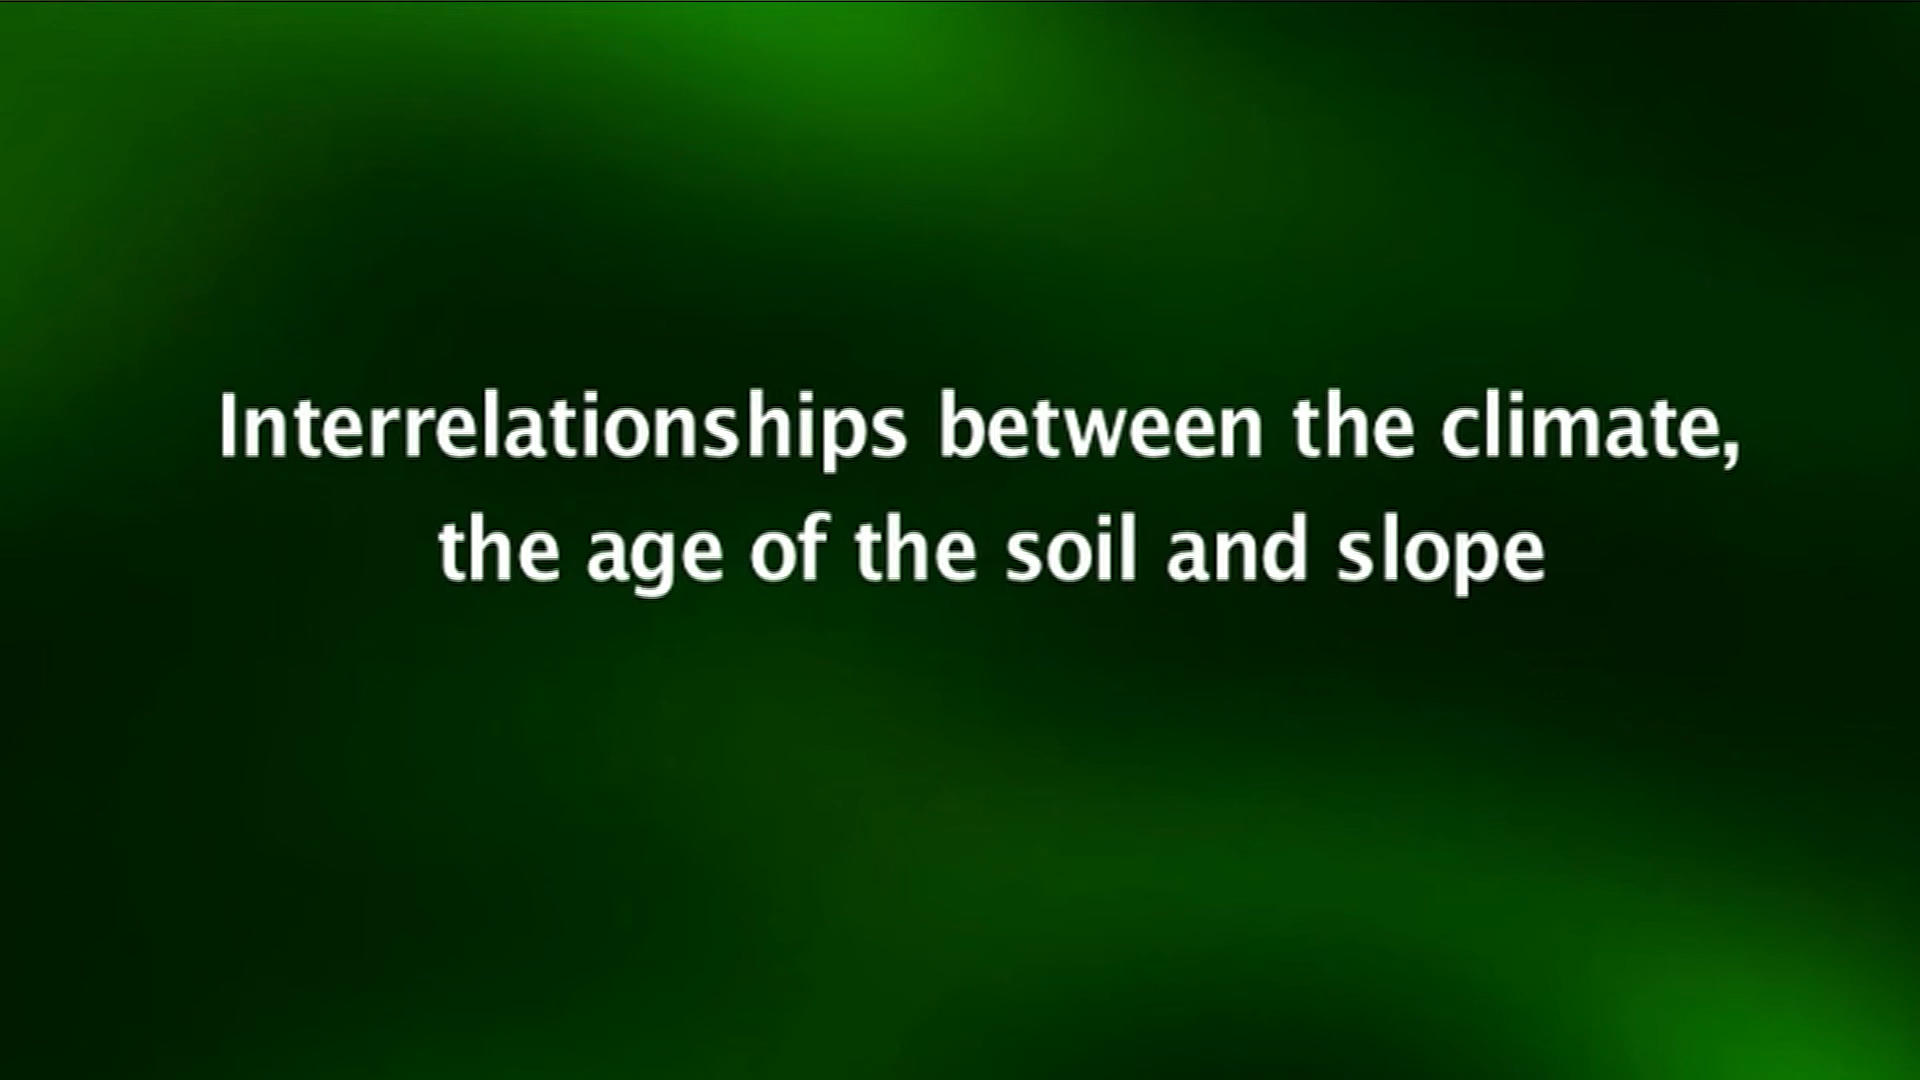 Interrelationships between the climate,
the age of the soil and slope